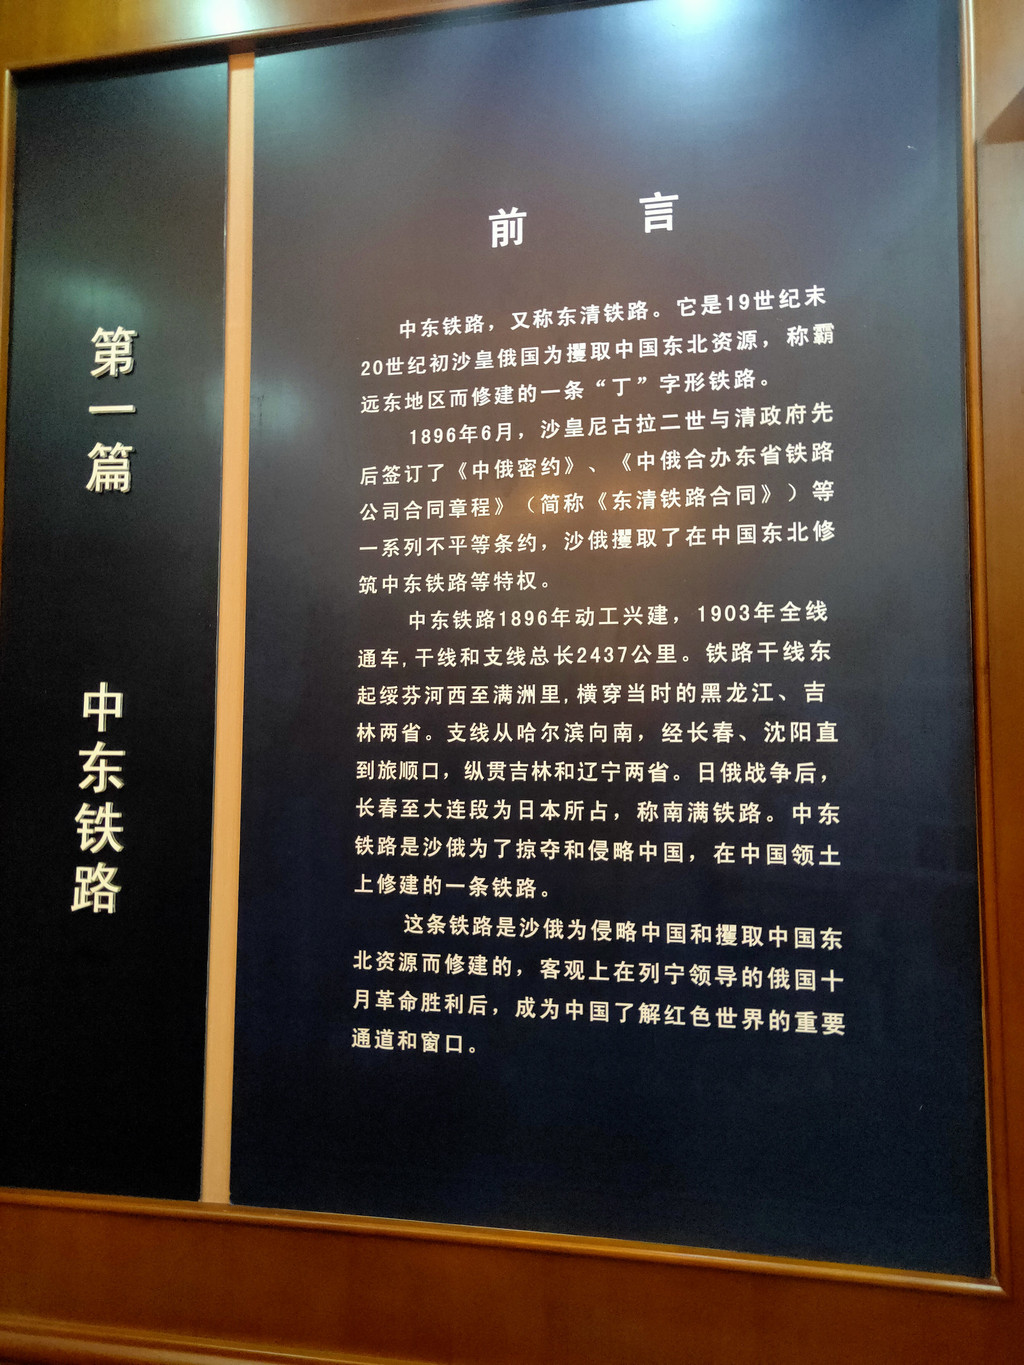 第一篇
中东铁路
前言
中东铁路，又称东清铁路。它是19世纪末
20世纪初沙皇俄国为攫取中国东北资源，称霸
远东地区而修建的一条“丁”字形铁路。
1896年6月，沙皇尼古拉二世与清政府先
后签订了《中俄密约》、《中俄合办东省铁路
公司合同章程》（简称《东清铁路合同》）等
一系列不平等条约，沙俄攫取了在中国东北修
筑中东铁路等特权。
中东铁路1896年动工兴建，1903年全线
通车,干线和支线总长2437公里。铁路干线东
起绥芬河西至满洲里,横穿当时的黑龙江、吉
林两省。支线从哈尔滨向南，经长春、沈阳直
到旅顺口，纵贯吉林和辽宁两省。日俄战争后，
长春至大连段为日本所占，称南满铁路。中东
铁路是沙俄为了掠夺和侵略中国，在中国领土
上修建的一条铁路。
这条铁路是沙俄为侵略中国和攫取中国东
北资源而修建的，客观上在列宁领导的俄国十
月革命胜利后，成为中国了解红色世界的重要
通道和窗口。